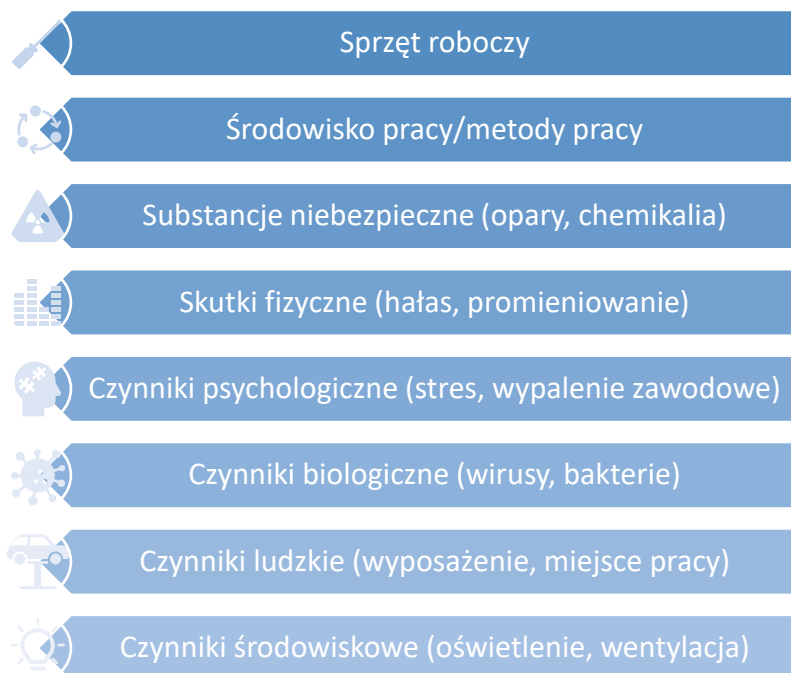 Sprzęt roboczy
Środowisko pracy/metody pracy
Substancje niebezpieczne (opary, chemikalia)
Skutki fizyczne (hałas, promieniowanie)
Czynniki psychologiczne (stres, wypalenie zawodowe)
Czynniki biologiczne (wirusy, bakterie)
Czynniki ludzkie (wyposażenie, miejsce pracy)
Czynniki środowiskowe (oświetlenie, wentylacja)